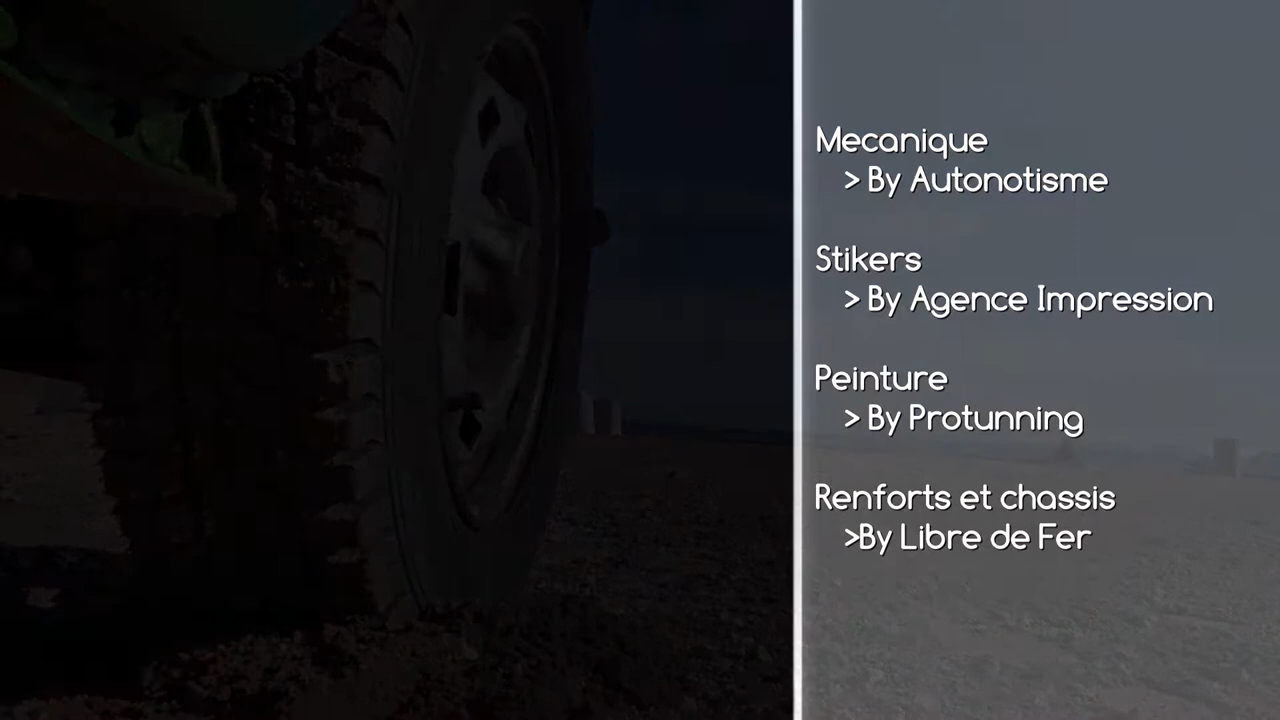 Mecanique
> By Autonotisme
Stikers
> By Agence Impression
Peinture
> By Protunning
Renforts et chassis
>By Libre de Fer